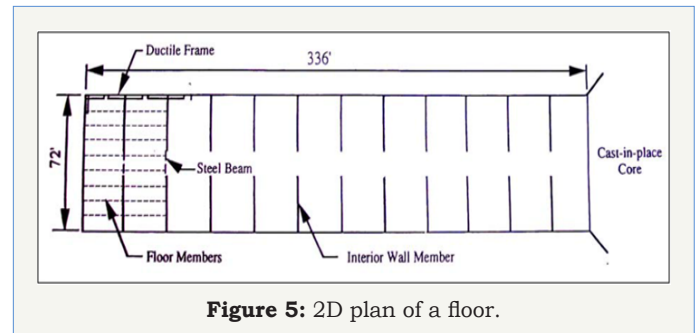 Ductile Frame
336'
72'
Steel Beam
Cast-in-place
Core
Floor Members
Interior Wall Member
Figure 5: 2D plan of a floor.